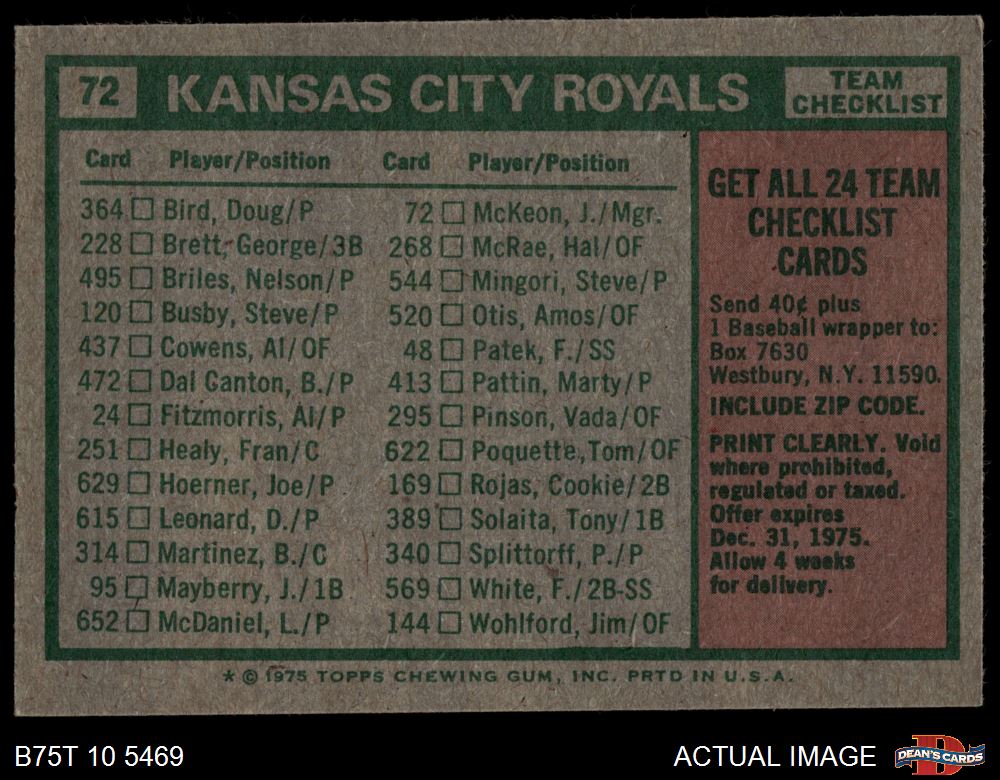 72 KANSAS CITY ROYALS TEAM CHECKLIST
Card Player/Position Card Player/Position
364 Bird, Doug/P
228 Brett, George/3B
495 Briles, Nelson/P
120 Busby, Steve/P
437 Cowens, Al/OF
472 Dal Canton, B./P
24 Fitzmorris, Al/P
251 Healy, Fran/C
629 Hoerner, Joe/P
615 Leonard, D./P
314 Martinez, B./C
95 Mayberry, J./1B
652 McDaniel, L./P
72 McKeon, J./Mgr.
268 McRae, Hal/OF
544 Mingori, Steve/P
520 Otis, Amos/OF
48 Patek, F./SS
413 Pattin, Marty/P
295 Pinson, Vada/OF
622 Poquette, Tom/OF
169 Rojas, Cookie/2B
389 Solaita, Tony/1B
340 Splittorff, P./P
569 White, F./2B-SS
144 Wohlford, Jim/OF
GET ALL 24 TEAM
CHECKLIST
CARDS
Send 40¢ plus
1 Baseball wrapper to:
Box 7630
Westbury, N.Y. 11590.
INCLUDE ZIP CODE.
PRINT CLEARLY. Void
where prohibited,
regulated or taxed.
Offer expires
Dec. 31, 1975.
Allow 4 weeks
for delivery.
* © 1975 TOPPS CHEWING GUM, INC. PRTD IN U.S.A.
B75T 10 5469
ACTUAL IMAGE
DEAN'S CARDS